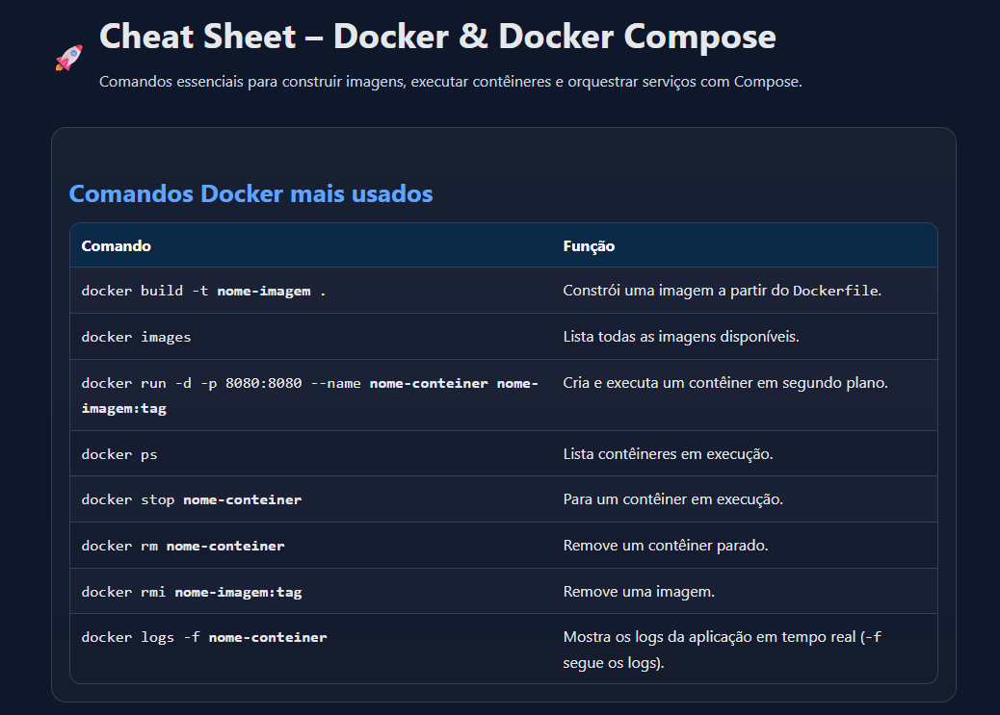 Cheat Sheet – Docker & Docker Compose
Comandos essenciais para construir imagens, executar contêineres e orquestrar serviços com Compose.
Comandos Docker mais usados
Comando Função
docker build -t nome-imagem . Constrói uma imagem a partir do Dockerfile.
docker images Lista todas as imagens disponíveis.
docker run -d -p 8080:8080 --name nome-conteiner nome- Cria e executa um contêiner em segundo plano.
imagem:tag
docker ps Lista contêineres em execução.
docker stop nome-conteiner Para um contêiner em execução.
docker rm nome-conteiner Remove um contêiner parado.
docker rmi nome-imagem:tag Remove uma imagem.
docker logs -f nome-conteiner Mostra os logs da aplicação em tempo real (-f
segue os logs).